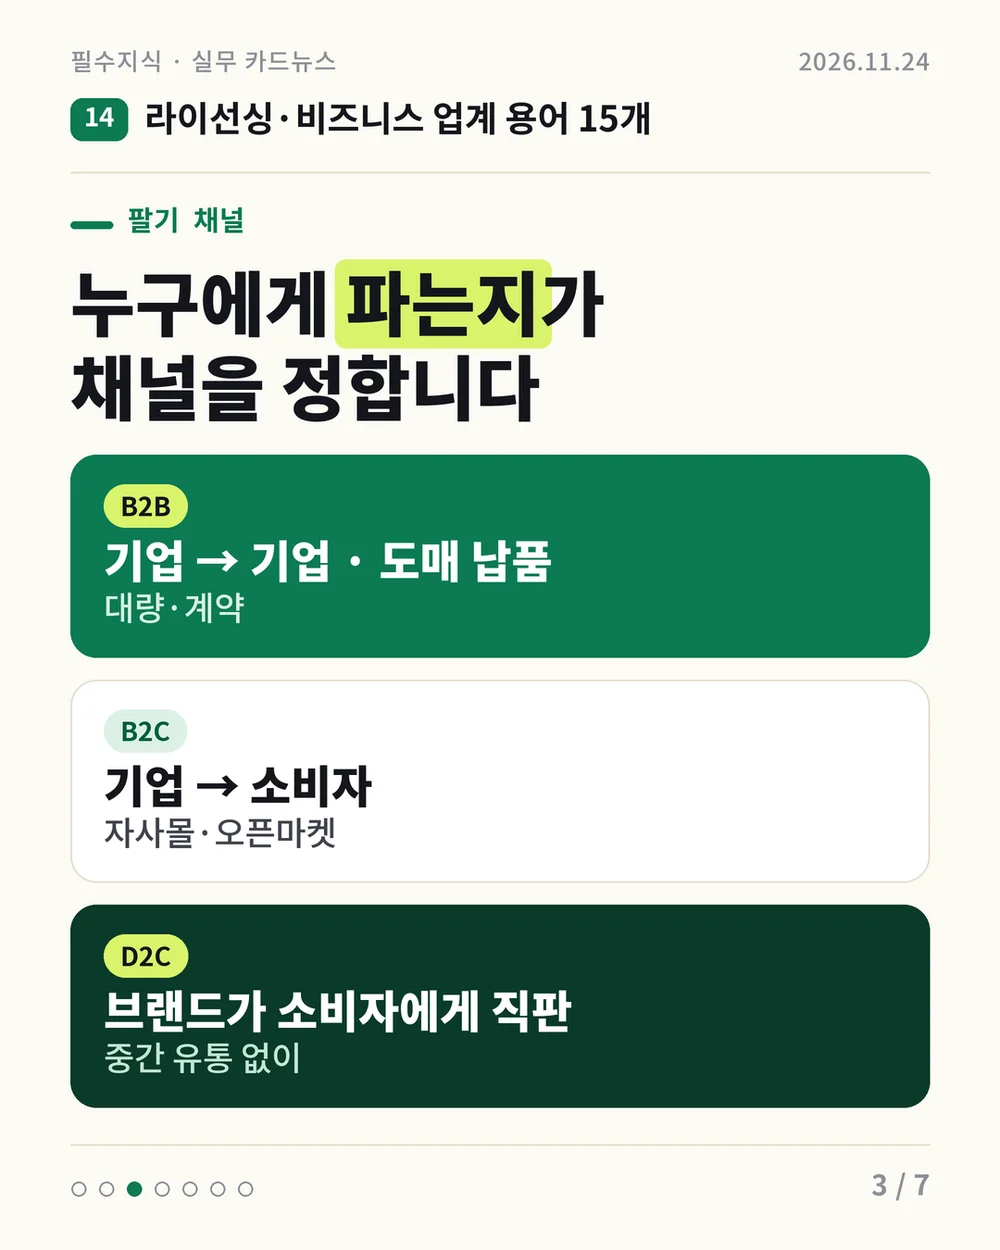 필수지식 · 실무 카드뉴스
2026.11.24
14 라이선싱·비즈니스 업계 용어 15개
팔기 채널
누구에게 파는지가
채널을 정합니다
B2B
기업 → 기업 · 도매 납품
대량·계약
B2C
기업 → 소비자
자사몰·오픈마켓
D2C
브랜드가 소비자에게 직판
중간 유통 없이
3 / 7